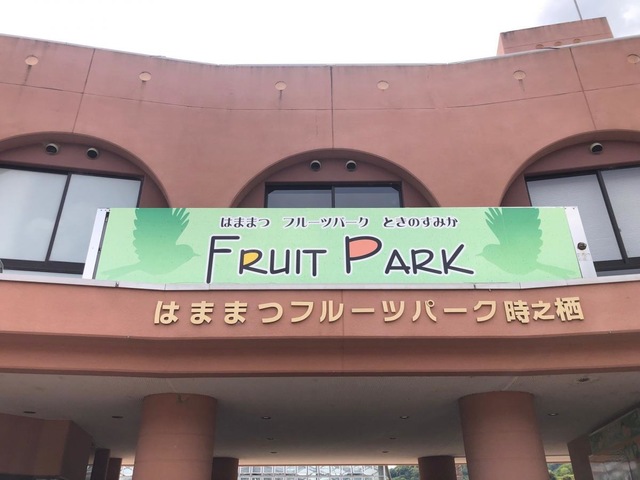 はままつ フルーツパーク ときのすみか
FRUIT PARK
はままつフルーツパーク時之栖